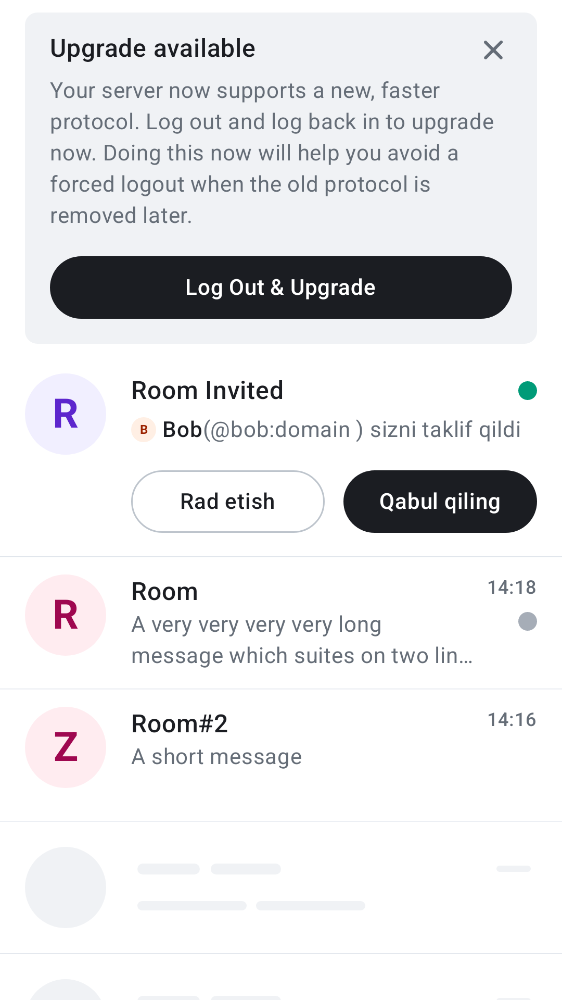 Upgrade available
Your server now supports a new, faster
protocol. Log out and log back in to upgrade
now. Doing this now will help you avoid a
forced logout when the old protocol is
removed later.
Log Out & Upgrade
R
Room Invited
B Bob(@bob:domain ) sizni taklif qildi
Rad etish
Qabul qiling
R
Room
14:18
A very very very very long
message which suites on two lin…
Z
Room#2
14:16
A short message